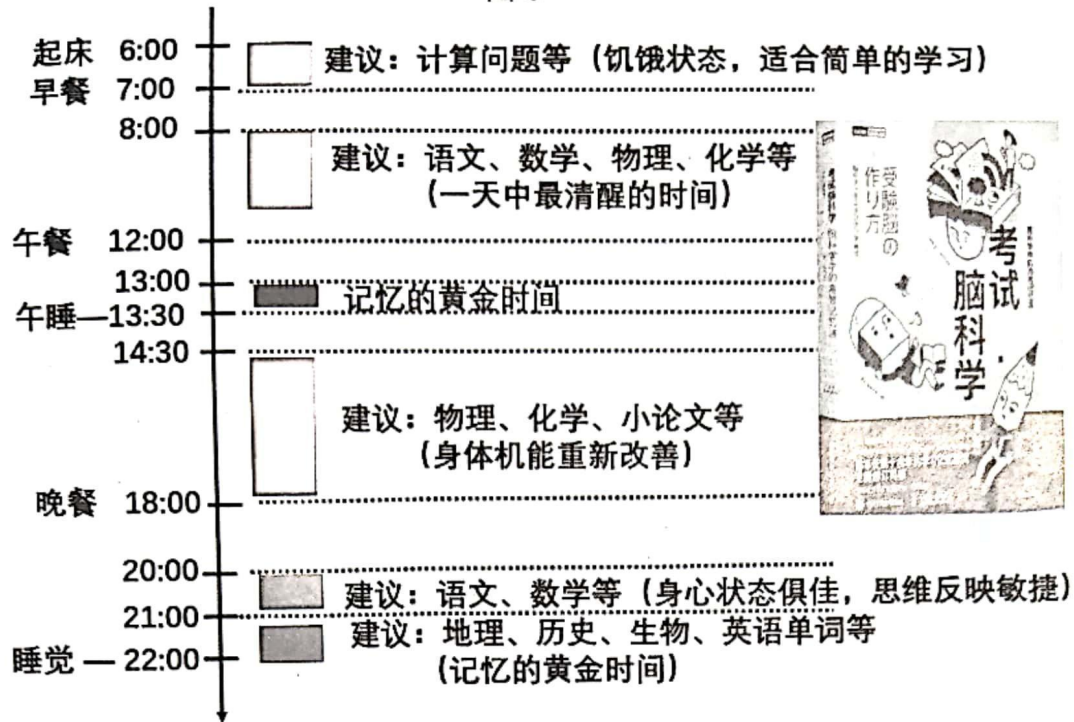 起床 6:00 建议：计算问题等（饥饿状态，适合简单的学习）
早餐 7:00
8:00
建议：语文、数学、物理、化学等
(一天中最清醒的时间)
午餐 12:00
13:00
记忆的黄金时间
午睡—13:30
14:30
建议：物理、化学、小论文等
(身体机能重新改善)
晚餐 18:00
20:00
建议：语文、数学等（身心状态俱佳，思维反映敏捷）
21:00
建议：地理、历史、生物、英语单词等
睡觉 — 22:00
(记忆的黄金时间)
受験脳の
作り方
考试
脑科学